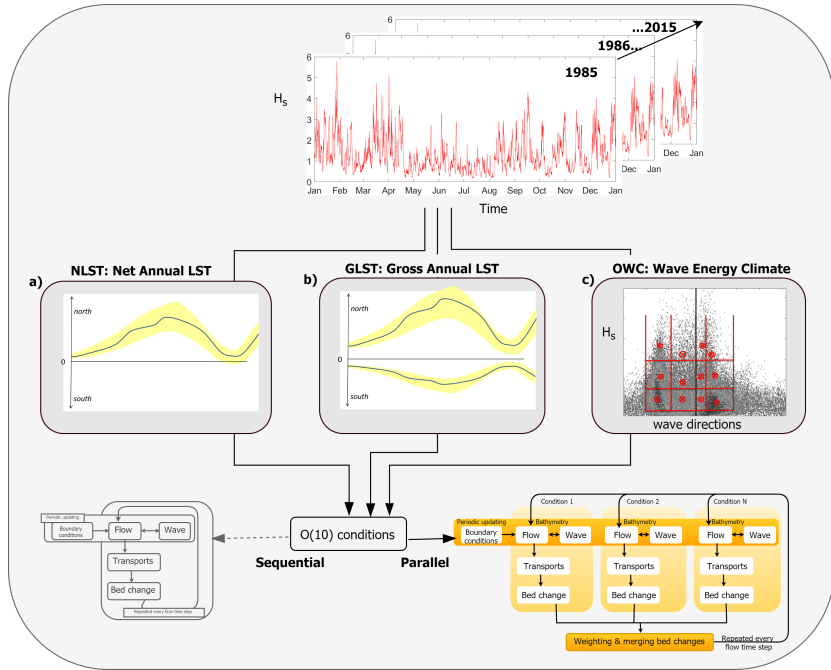 6
...2015
6
1986...
6
1985
5
H_s
4
3
2
1
0
Jan Feb Mar Apr May Jun Jul Aug Sep Oct Nov Dec Jan
Dec Jan
Dec Jan
Time
a) NLST: Net Annual LST
north
0
south
b) GLST: Gross Annual LST
north
0
south
c) OWC: Wave Energy Climate
H_s
wave directions
O(10) conditions
Sequential
Parallel
Periodic updating
Boundary
conditions
Flow
Wave
Transports
Bed change
Repeated every flow time step
Condition 1
Condition 2
Condition N
Periodic updating
Bathymetry
Bathymetry
Bathymetry
Boundary
conditions
Flow
Wave
Flow
Wave
Flow
Wave
Transports
Transports
Transports
Bed change
Bed change
Bed change
Weighting & merging bed changes
Repeated every
flow time step